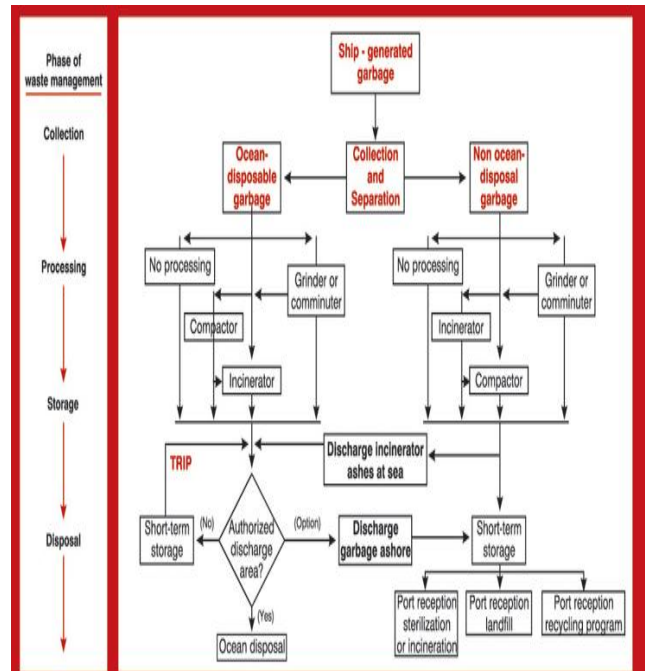 Phase of
waste management
Collection
Processing
Storage
Disposal
Ship - generated
garbage
Ocean-
disposable
garbage
Collection
and
Separation
Non ocean-
disposal
garbage
No processing
Grinder or
comminuter
Compactor
Incinerator
No processing
Grinder or
comminuter
Incinerator
Compactor
TRIP
Discharge incinerator
ashes at sea
Short-term
storage
(No)
Authorized
discharge
area?
(Option)
Discharge
garbage ashore
Short-term
storage
(Yes)
Ocean disposal
Port reception
sterilization
or incineration
Port reception
landfill
Port reception
recycling program